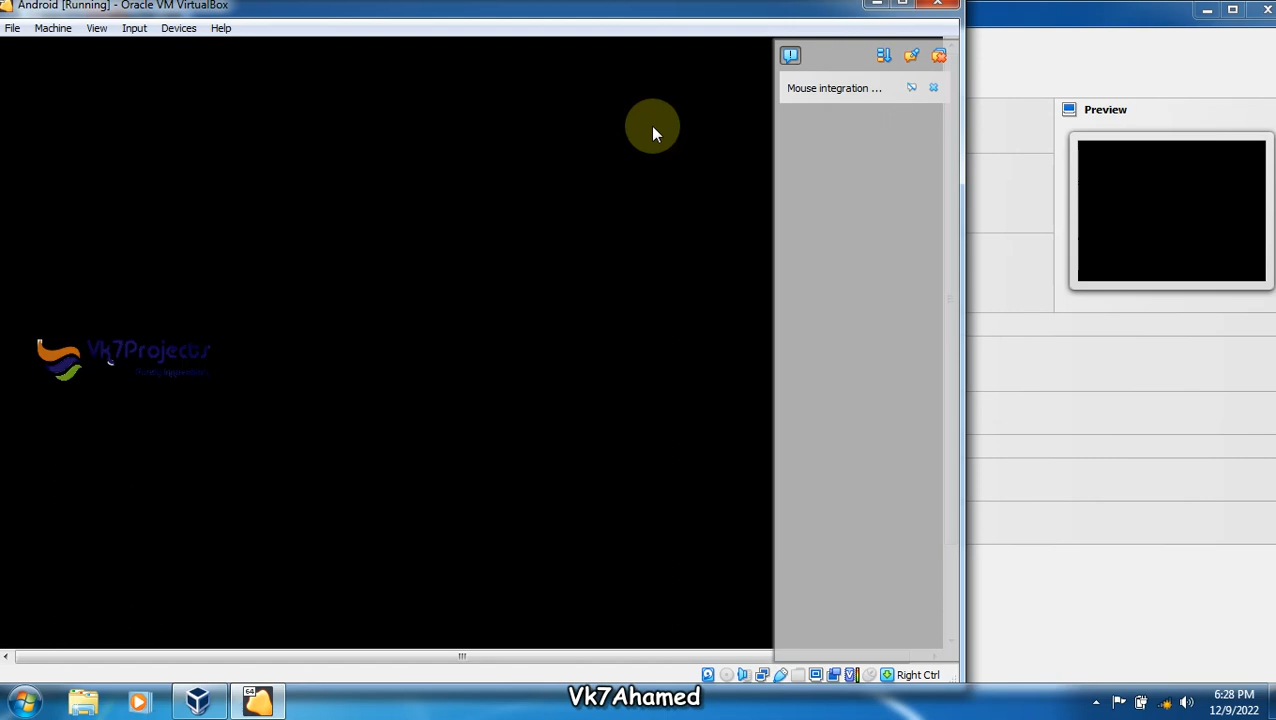 Android [Running] - Oracle VM VirtualBox
File Machine View Input Devices Help
Mouse integration ...
Preview
Vk7Projects
Right Ctrl
64
Vk7Ahamed
6:28 PM
12/9/2022